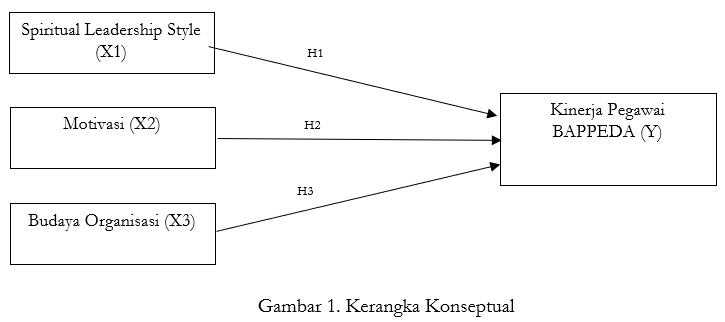 Spiritual Leadership Style
(X1)
H1
Motivasi (X2)
H2
Kinerja Pegawai
BAPPEDA (Y)
H3
Budaya Organisasi (X3)
Gambar 1. Kerangka Konseptual